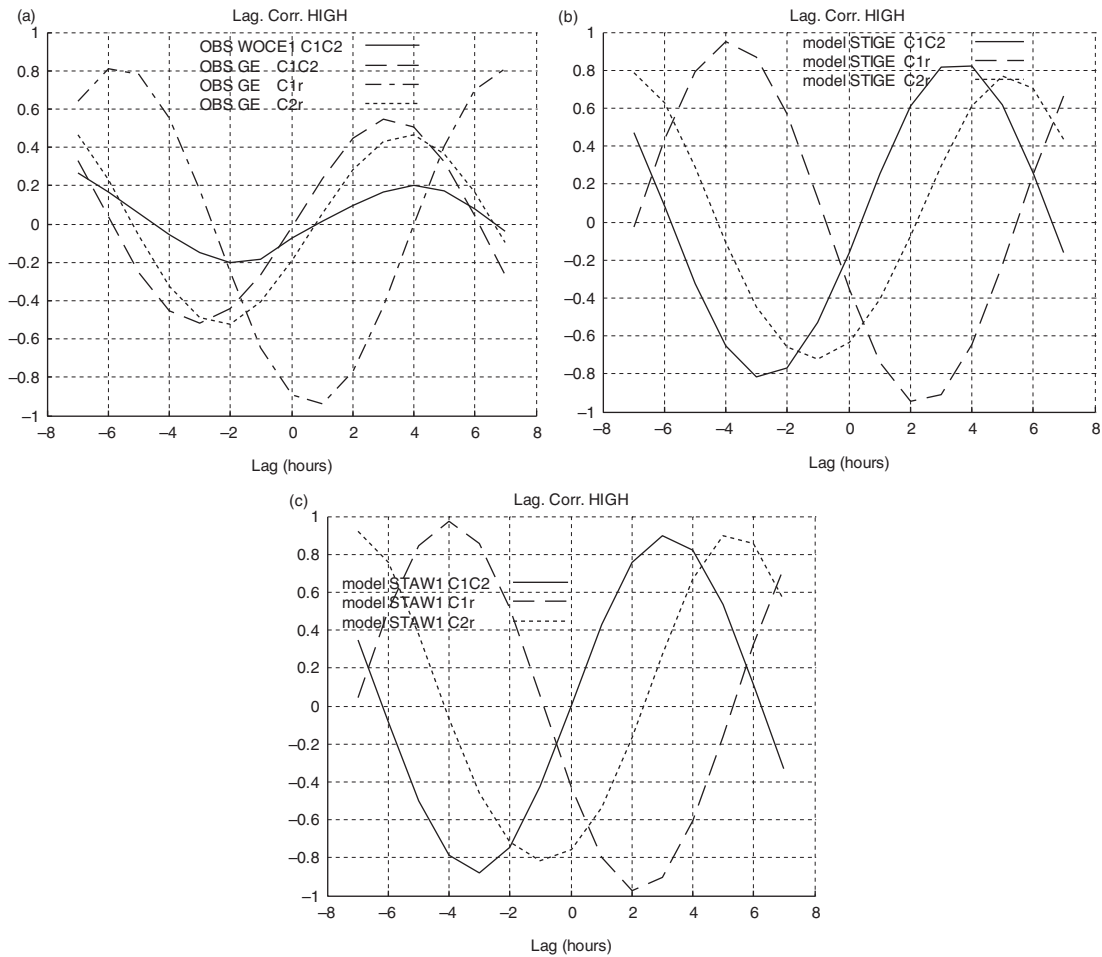 (a)
Lag. Corr. HIGH
OBS WOCE1 C1C2
OBS GE C1C2
OBS GE C1r
OBS GE C2r
1
0.8
0.6
0.4
0.2
0
−0.2
−0.4
−0.6
−0.8
−1
−8 −6 −4 −2 0 2 4 6 8
Lag (hours)
(b)
Lag. Corr. HIGH
model STIGE C1C2
model STIGE C1r
model STIGE C2r
1
0.8
0.6
0.4
0.2
0
−0.2
−0.4
−0.6
−0.8
−1
−8 −6 −4 −2 0 2 4 6 8
Lag (hours)
(c)
Lag. Corr. HIGH
model STAW1 C1C2
model STAW1 C1r
model STAW1 C2r
1
0.8
0.6
0.4
0.2
0
−0.2
−0.4
−0.6
−0.8
−1
−8 −6 −4 −2 0 2 4 6 8
Lag (hours)